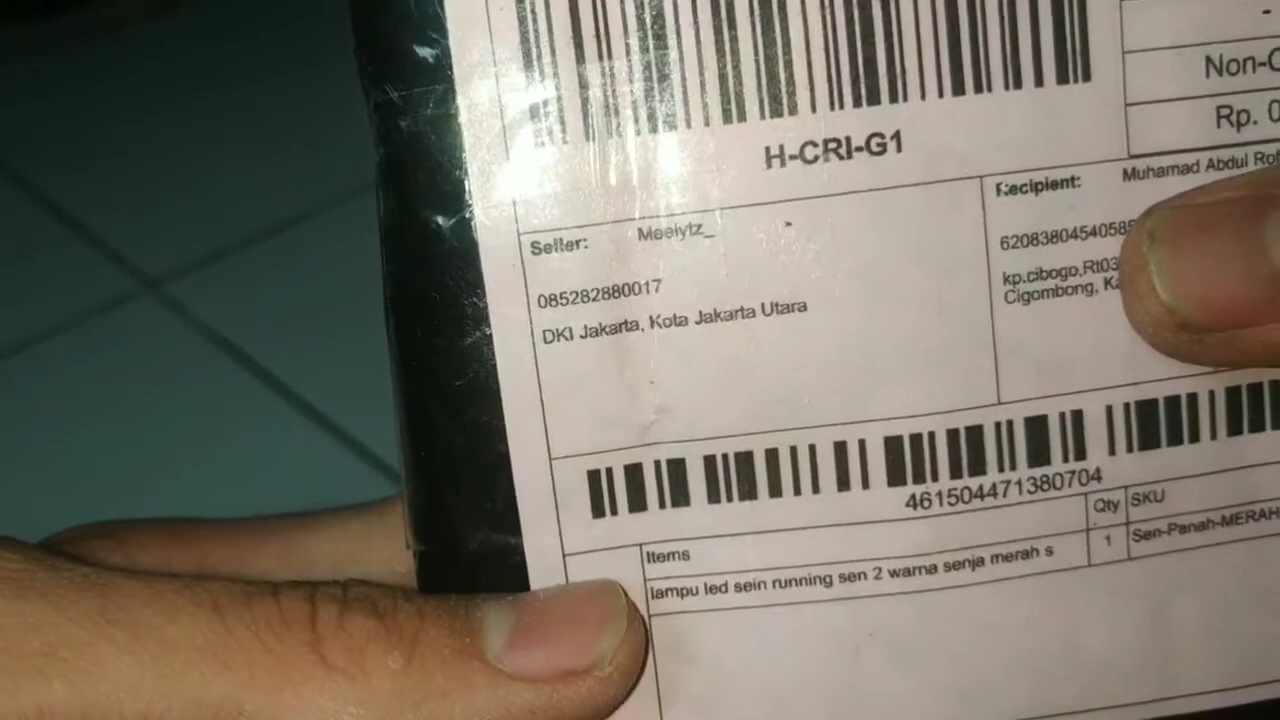 -
Non-C
Rp. 0
H-CRI-G1
Seller: Meelytz_
085282880017
DKI Jakarta, Kota Jakarta Utara
Recipient: Muhamad Abdul Rof
6208380454058
kp.cibogo,Rt03
Cigombong, Ka
461504471380704
Items Qty SKU
lampu led sein running sen 2 warna senja merah s 1 Sen-Panah-MERAH